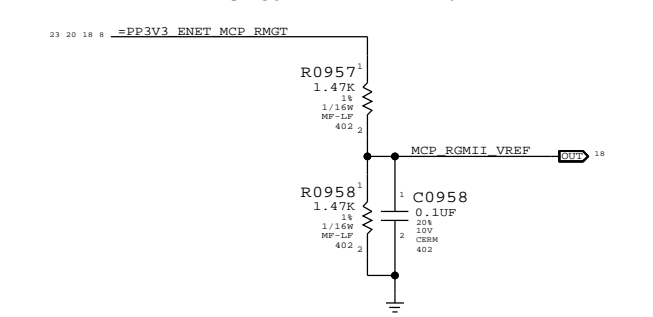 23 20 18 8 =PP3V3_ENET_MCP_RMGT
R0957
1
1.47K
1%
1/16W
MF-LF
402
2
MCP_RGMII_VREF
OUT
18
R0958
1
1.47K
1%
1/16W
MF-LF
402
2
1
C0958
0.1UF
20%
10V
CERM
402
2